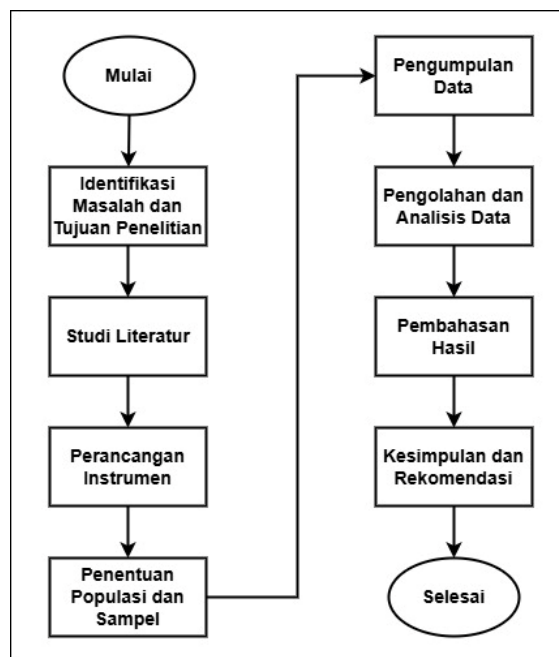 Mulai
Identifikasi
Masalah dan
Tujuan Penelitian
Studi Literatur
Perancangan
Instrumen
Penentuan
Populasi dan
Sampel
Pengumpulan
Data
Pengolahan dan
Analisis Data
Pembahasan
Hasil
Kesimpulan dan
Rekomendasi
Selesai